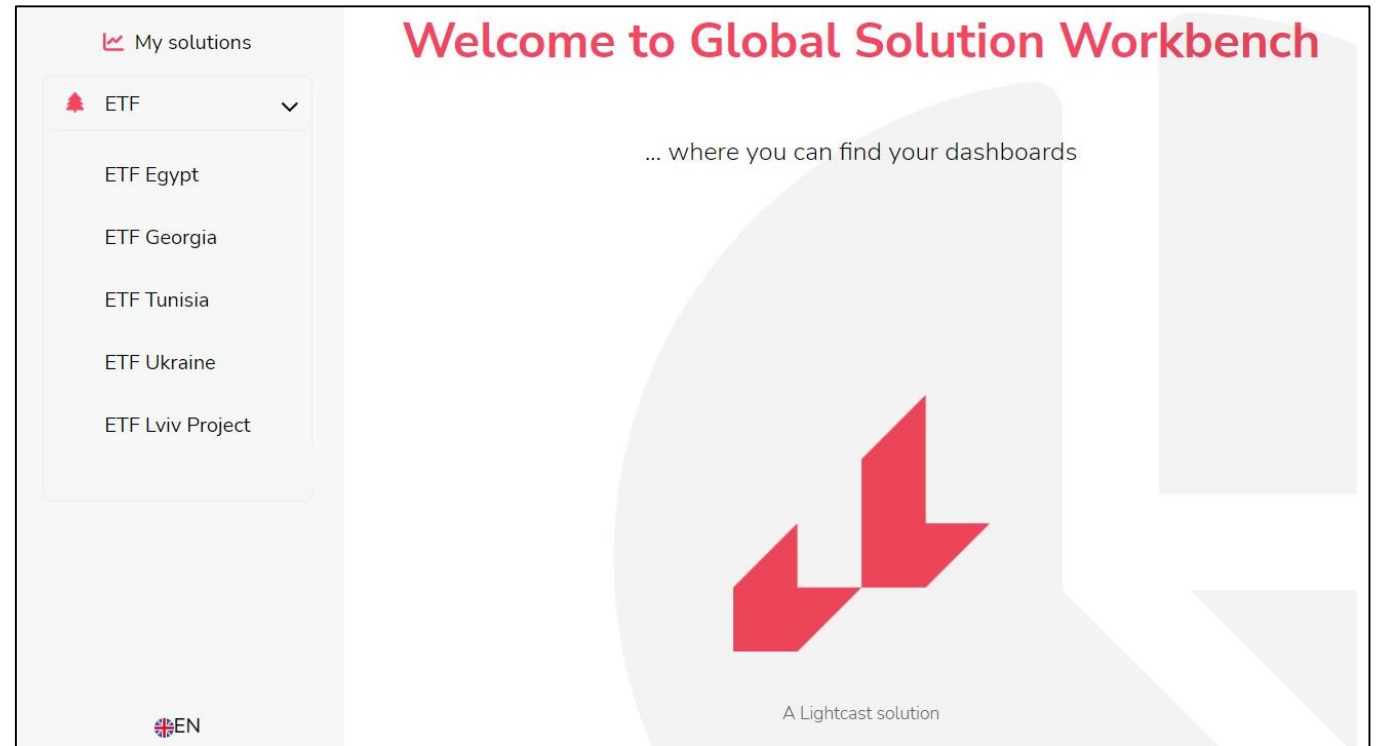 My solutions
ETF
ETF Egypt
ETF Georgia
ETF Tunisia
ETF Ukraine
ETF Lviv Project
EN
Welcome to Global Solution Workbench
... where you can find your dashboards
A Lightcast solution